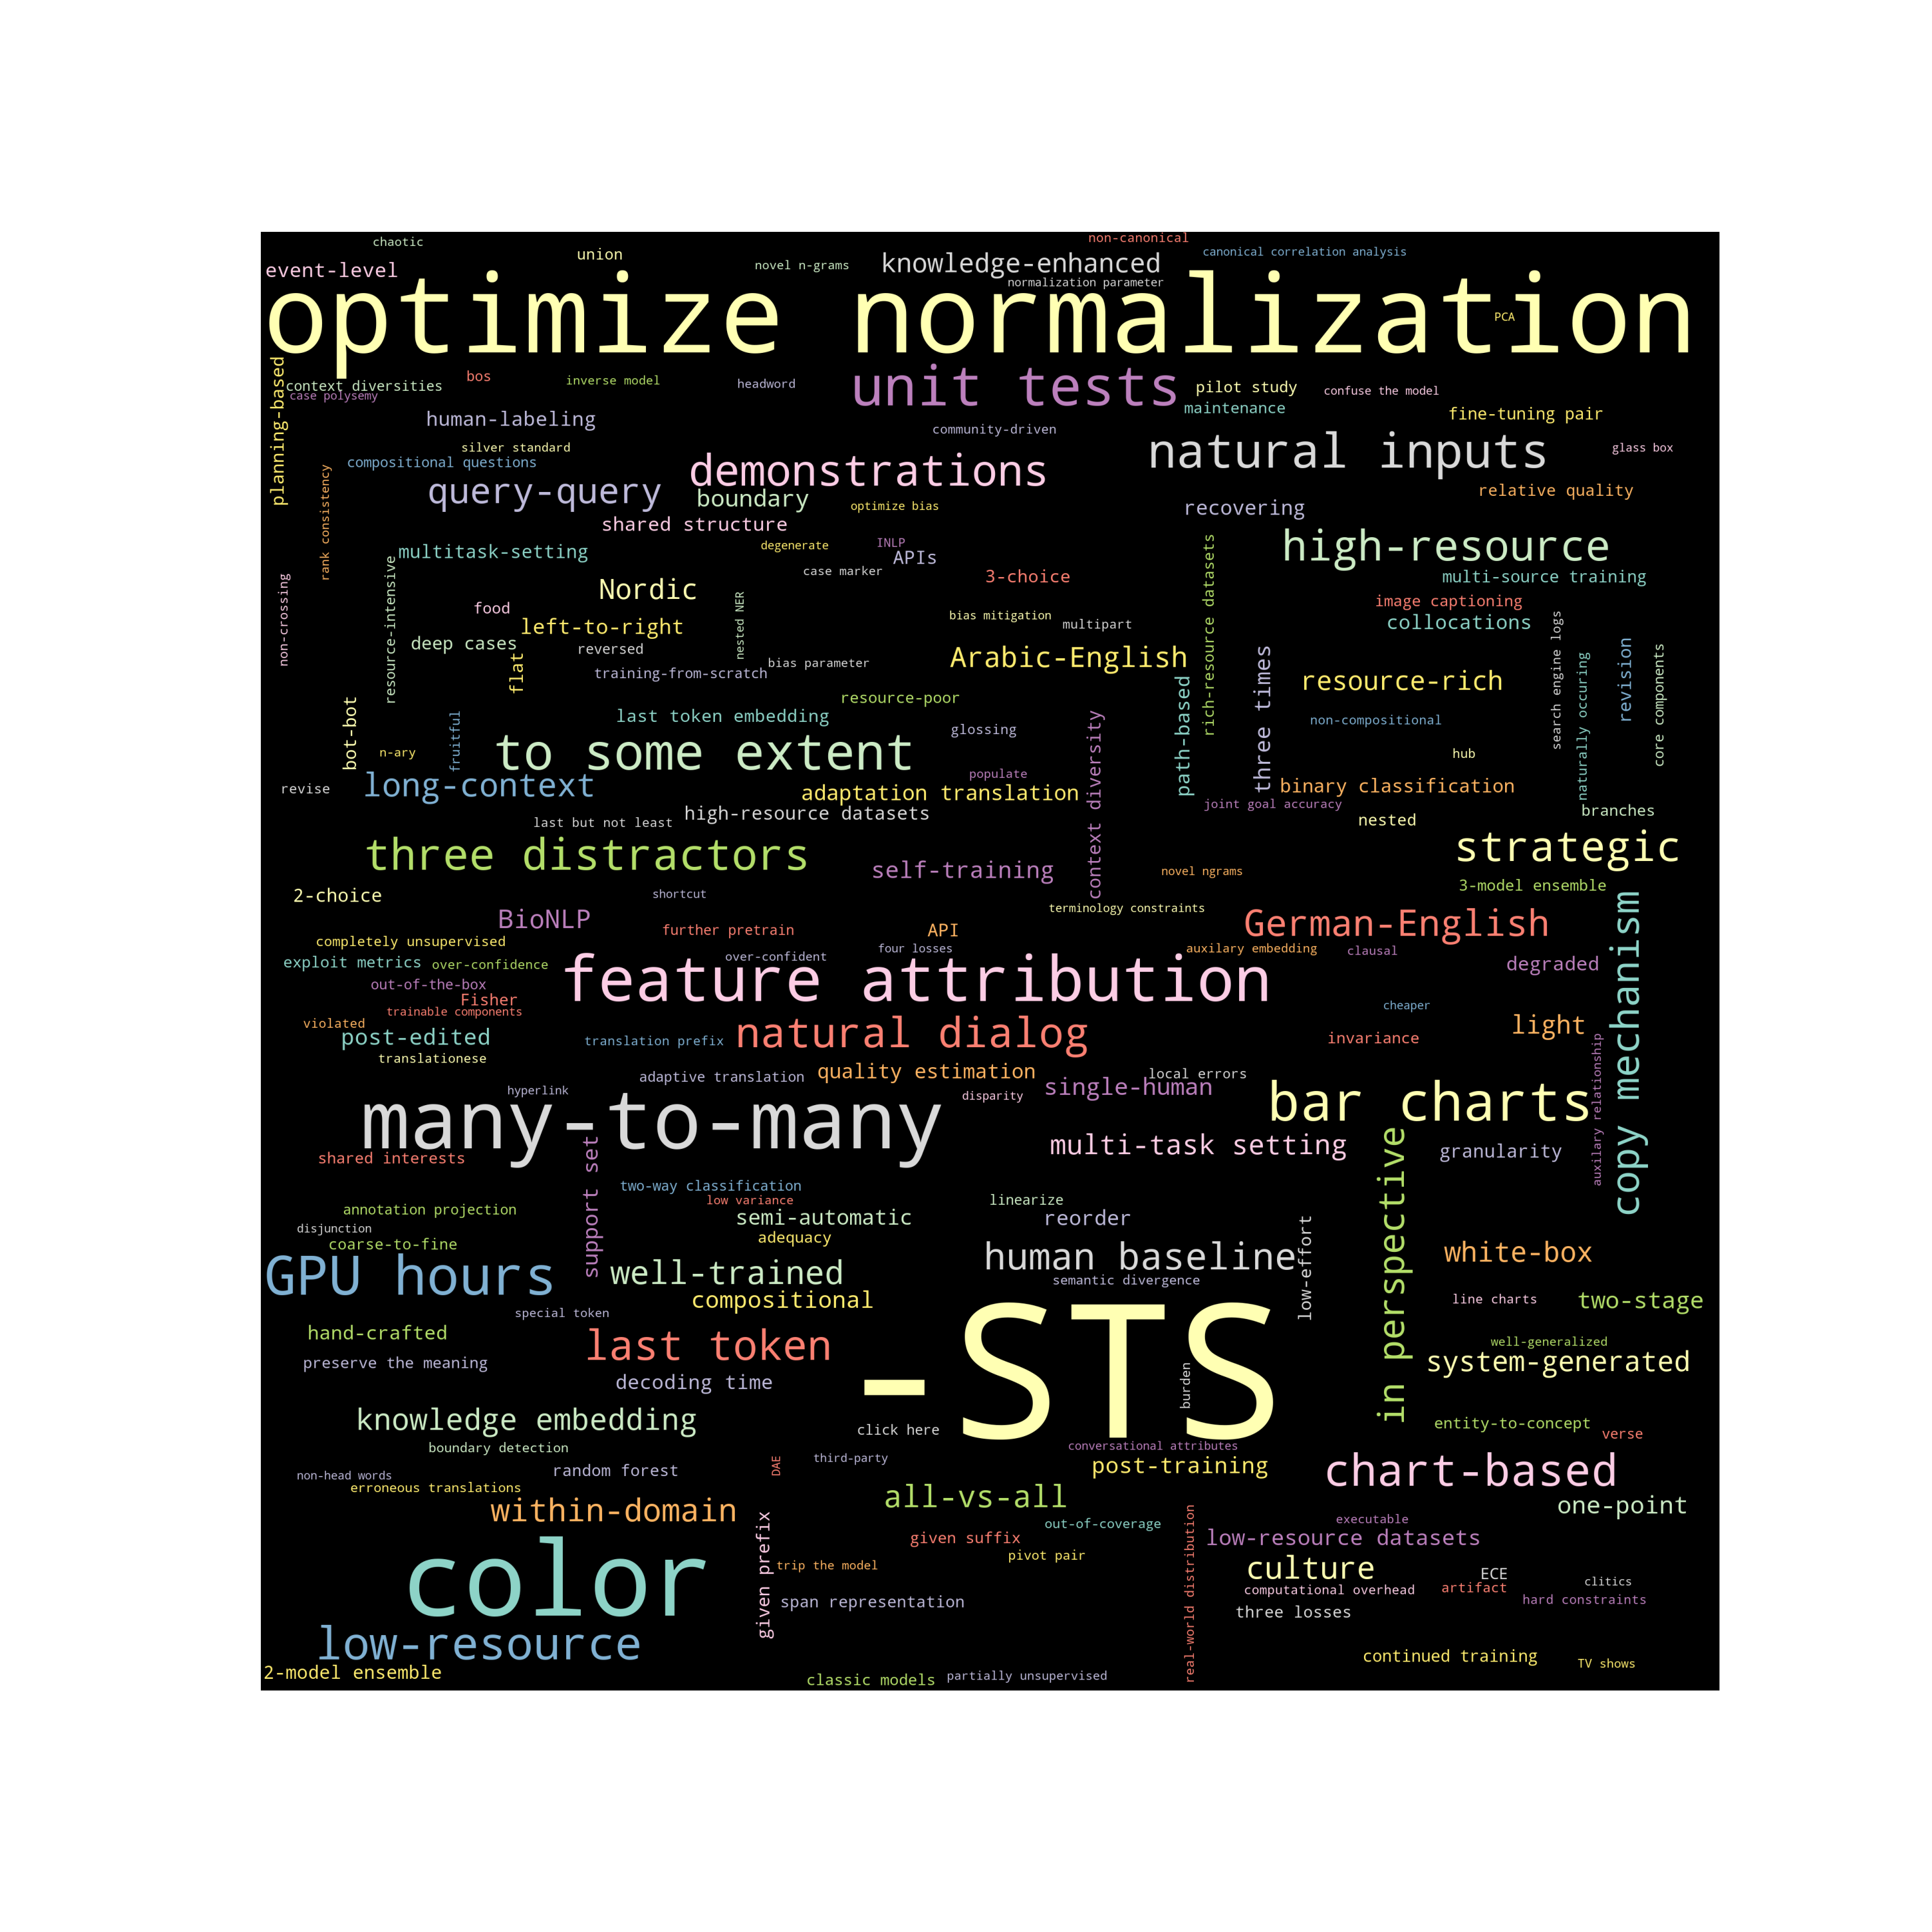 chaotic
non-canonical
union
canonical correlation analysis
event-level
novel n-grams
knowledge-enhanced
normalization parameter
optimize normalization
PCA
planning-based
context diversities
case polysemy
bos
inverse model
headword
unit tests
pilot study
confuse the model
maintenance
fine-tuning pair
human-labeling
community-driven
silver standard
natural inputs
glass box
compositional questions
demonstrations
query-query
boundary
optimize bias
relative quality
recovering
rank consistency
shared structure
multitask-setting
degenerate
INLP
APIs
high-resource
case marker
3-choice
multi-source training
non-crossing
resource-intensive
Nordic
food
nested NER
rich-resource datasets
image captioning
left-to-right
bias mitigation
multipart
collocations
search engine logs
deep cases
reversed
flat
bias parameter
Arabic-English
training-from-scratch
three times
resource-rich
naturally occuring
revision
core components
resource-poor
path-based
last token embedding
context diversity
non-compositional
bot-bot
fruitful
n-ary
to some extent
glossing
hub
revise
long-context
populate
adaptation translation
binary classification
joint goal accuracy
high-resource datasets
last but not least
nested
branches
three distractors
strategic
self-training
novel ngrams
2-choice
shortcut
3-model ensemble
copy mechanism
BioNLP
terminology constraints
further pretrain
API
German-English
completely unsupervised
four losses
auxilary embedding
clausal
exploit metrics
over-confidence
over-confident
feature attribution
degraded
out-of-the-box
Fisher
trainable components
cheaper
violated
post-edited
translation prefix
natural dialog
invariance
light
translationese
adaptive translation
quality estimation
local errors
auxilary relationship
hyperlink
single-human
disparity
many-to-many
bar charts
multi-task setting
granularity
shared interests
support set
in perspective
two-way classification
low variance
linearize
annotation projection
semi-automatic
reorder
disjunction
adequacy
coarse-to-fine
low-effort
white-box
human baseline
GPU hours
well-trained
semantic divergence
compositional
line charts
two-stage
special token
-STS
hand-crafted
last token
well-generalized
preserve the meaning
system-generated
decoding time
burden
knowledge embedding
click here
entity-to-concept
verse
boundary detection
conversational attributes
third-party
DAE
non-head words
random forest
post-training
chart-based
erroneous translations
all-vs-all
within-domain
one-point
given prefix
out-of-coverage
real-world distribution
executable
given suffix
low-resource datasets
pivot pair
trip the model
color
culture
ECE
clitics
computational overhead
artifact
span representation
hard constraints
three losses
low-resource
continued training
TV shows
2-model ensemble
classic models
partially unsupervised